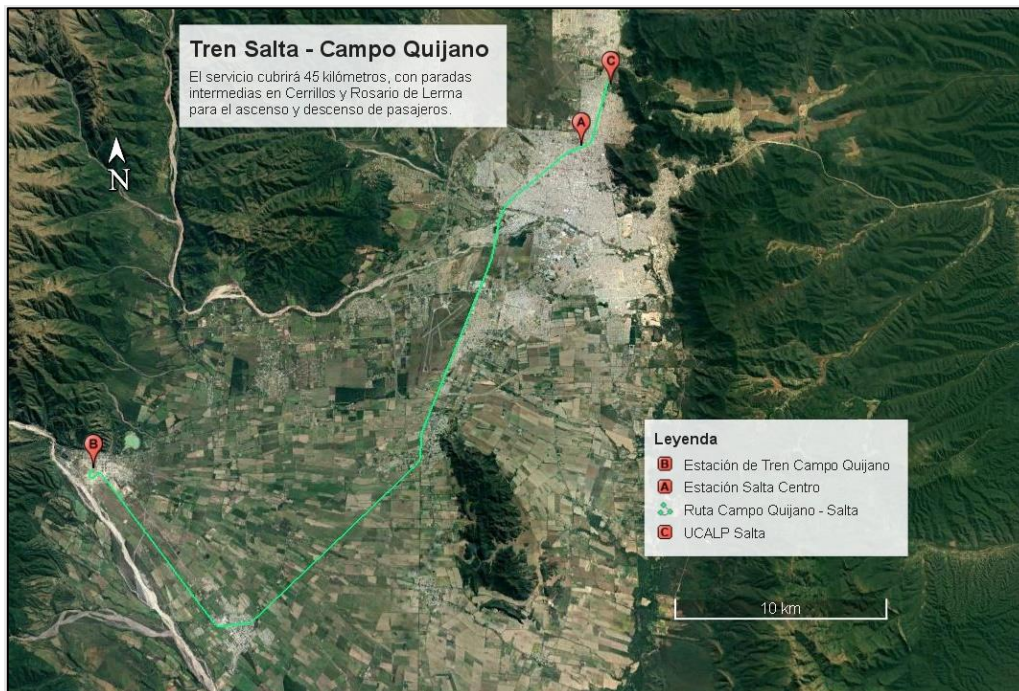 Tren Salta - Campo Quijano
El servicio cubrirá 45 kilómetros, con paradas
intermedias en Cerrillos y Rosario de Lerma
para el ascenso y descenso de pasajeros.
C
A
N
B
Leyenda
B Estación de Tren Campo Quijano
A Estación Salta Centro
Ruta Campo Quijano - Salta
C UCALP Salta
10 km